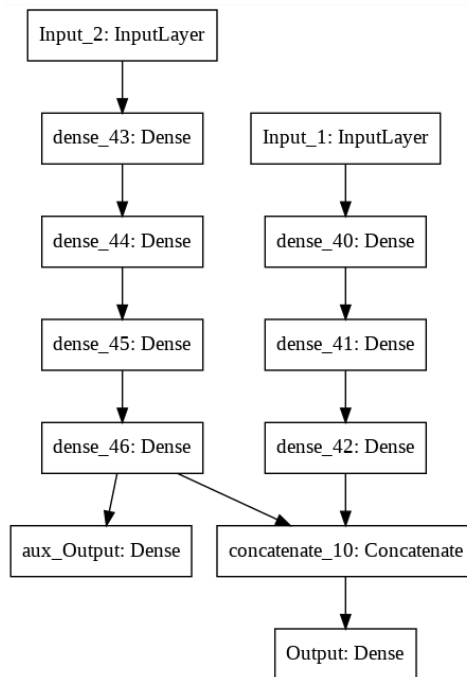 Input_2: InputLayer
dense_43: Dense
Input_1: InputLayer
dense_44: Dense
dense_40: Dense
dense_45: Dense
dense_41: Dense
dense_46: Dense
dense_42: Dense
aux_Output: Dense
concatenate_10: Concatenate
Output: Dense